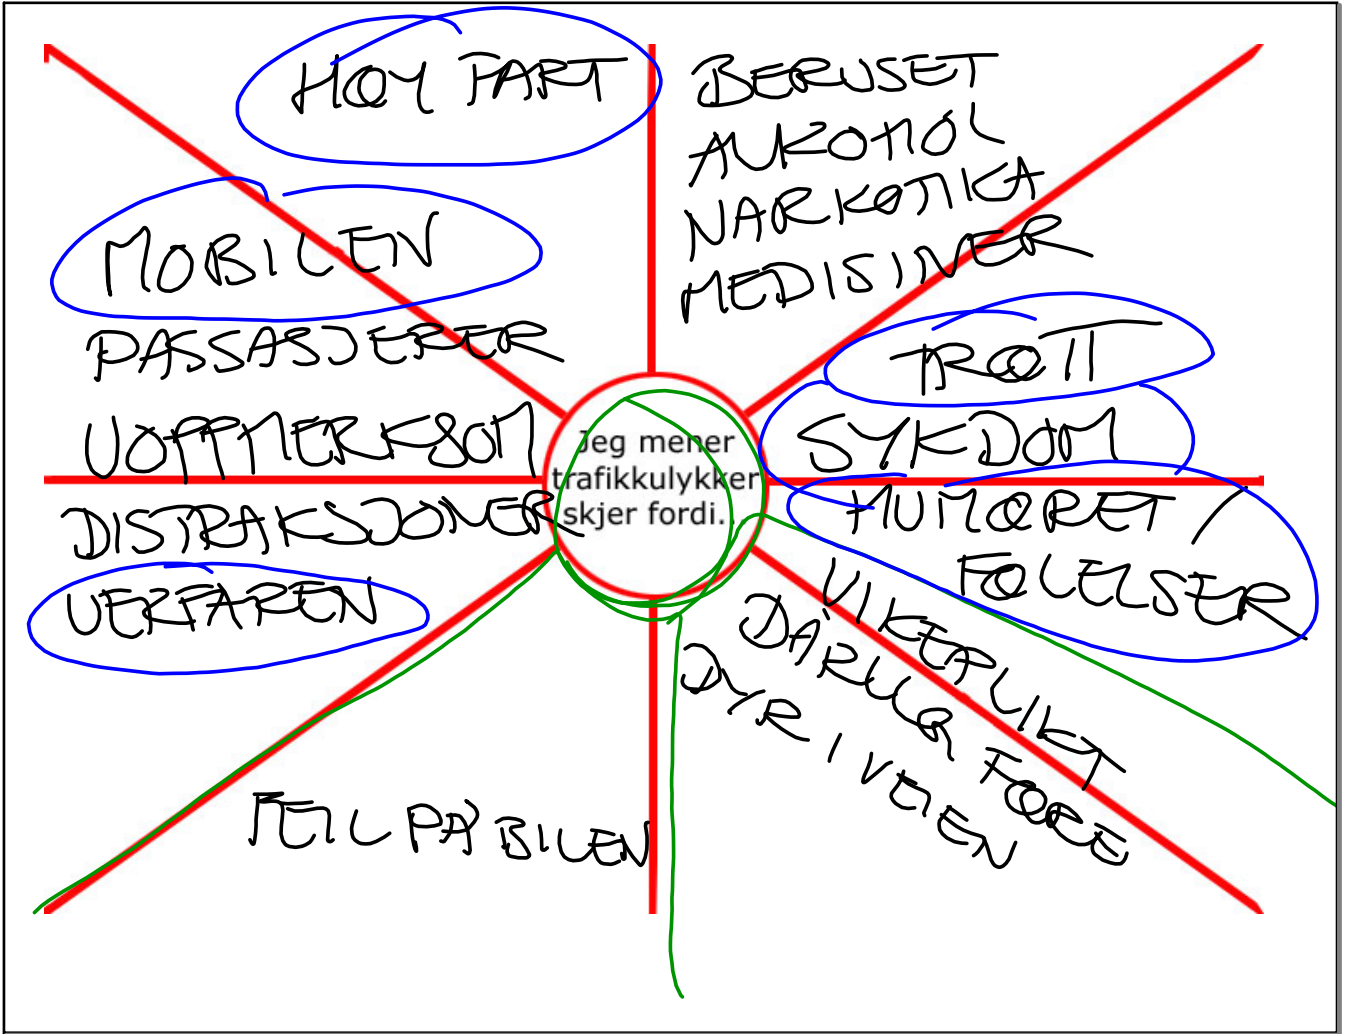 HØY FART
BERUSET
ALKOHOL
NARKOTIKA
MEDISINER
MOBILEN
PASSASJERER
UOPPMERKSOM
DISTRAKSJONER
UERFAREN
Jeg mener
trafikkulykker
skjer fordi..
TRØTT
SYKDOM
HUMØRET /
FØLELSER
VIKEPLIKT
DÅRLIG FØRE
DYR I VEIEN
FEIL PÅ BILEN